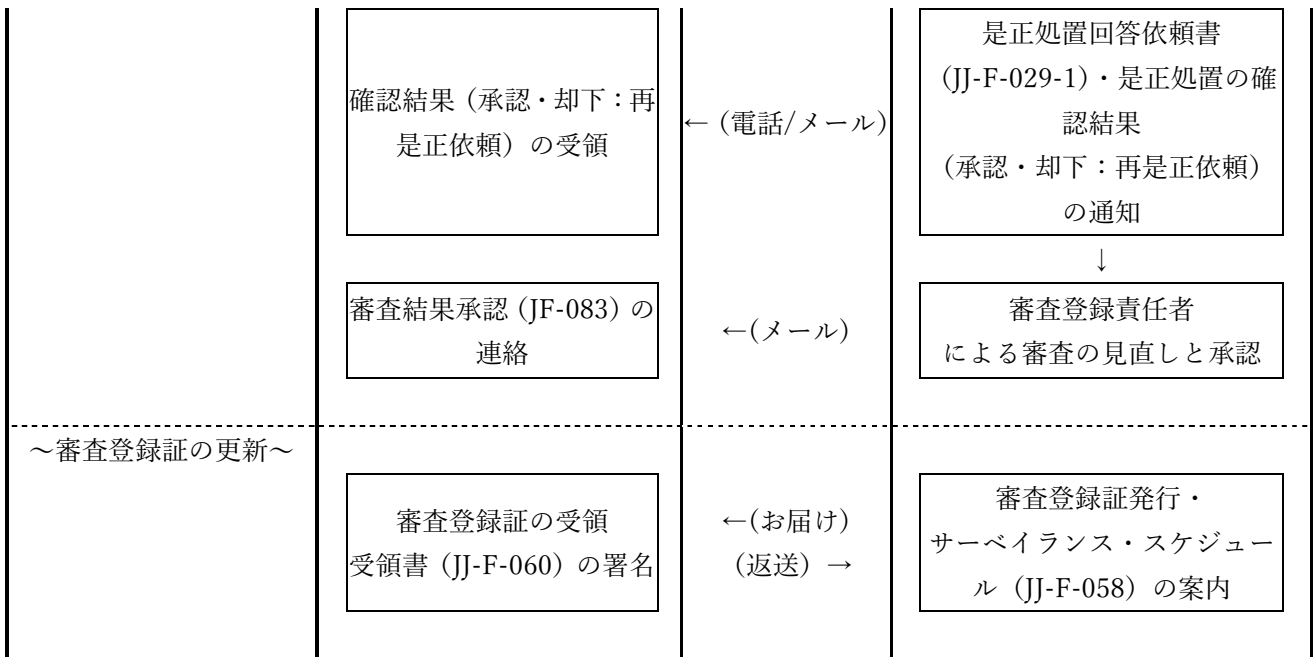 確認結果（承認・却下：再
是正依頼）の受領
←（電話/メール）
是正処置回答依頼書
（JJ-F-029-1）・是正処置の確
認結果
（承認・却下：再是正依頼）
の通知
↓
審査結果承認（JF-083）の
連絡
←(メール)
審査登録責任者
による審査の見直しと承認
～審査登録証の更新～
審査登録証の受領
受領書（JJ-F-060）の署名
←(お届け)
（返送）→
審査登録証発行・
サーベイランス・スケジュー
ル（JJ-F-058）の案内